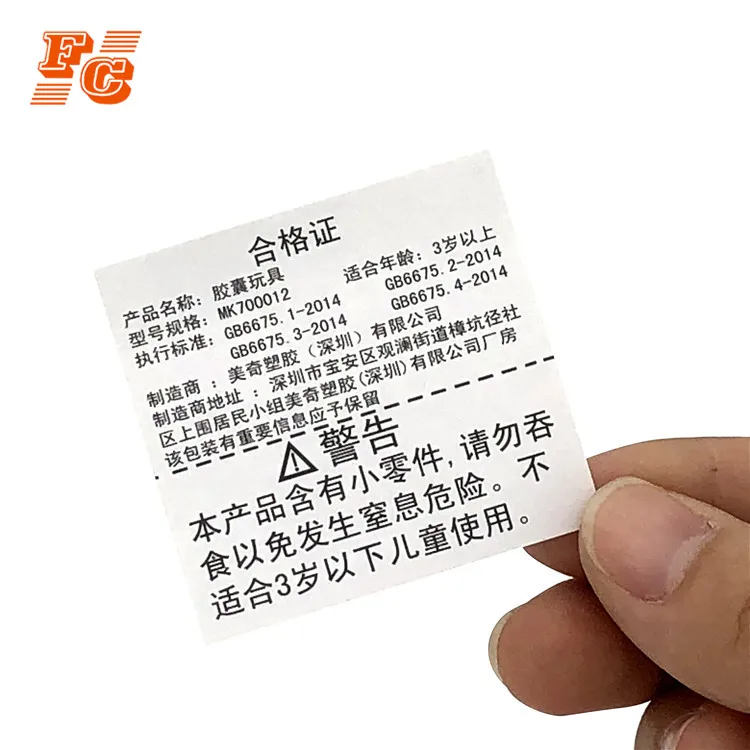 FC
合格证
产品名称：胶囊玩具 适合年龄：3岁以上
型号规格：MK700012
执行标准：GB6675.1-2014 GB6675.2-2014
GB6675.3-2014 GB6675.4-2014
制造商：美奇塑胶（深圳）有限公司
制造商地址：深圳市宝安区观澜街道樟坑径社
区上围居民小组美奇塑胶(深圳)有限公司厂房
该包装有重要信息应予保留
警告
本产品含有小零件,请勿吞
食以免发生窒息危险。不
适合3岁以下儿童使用。